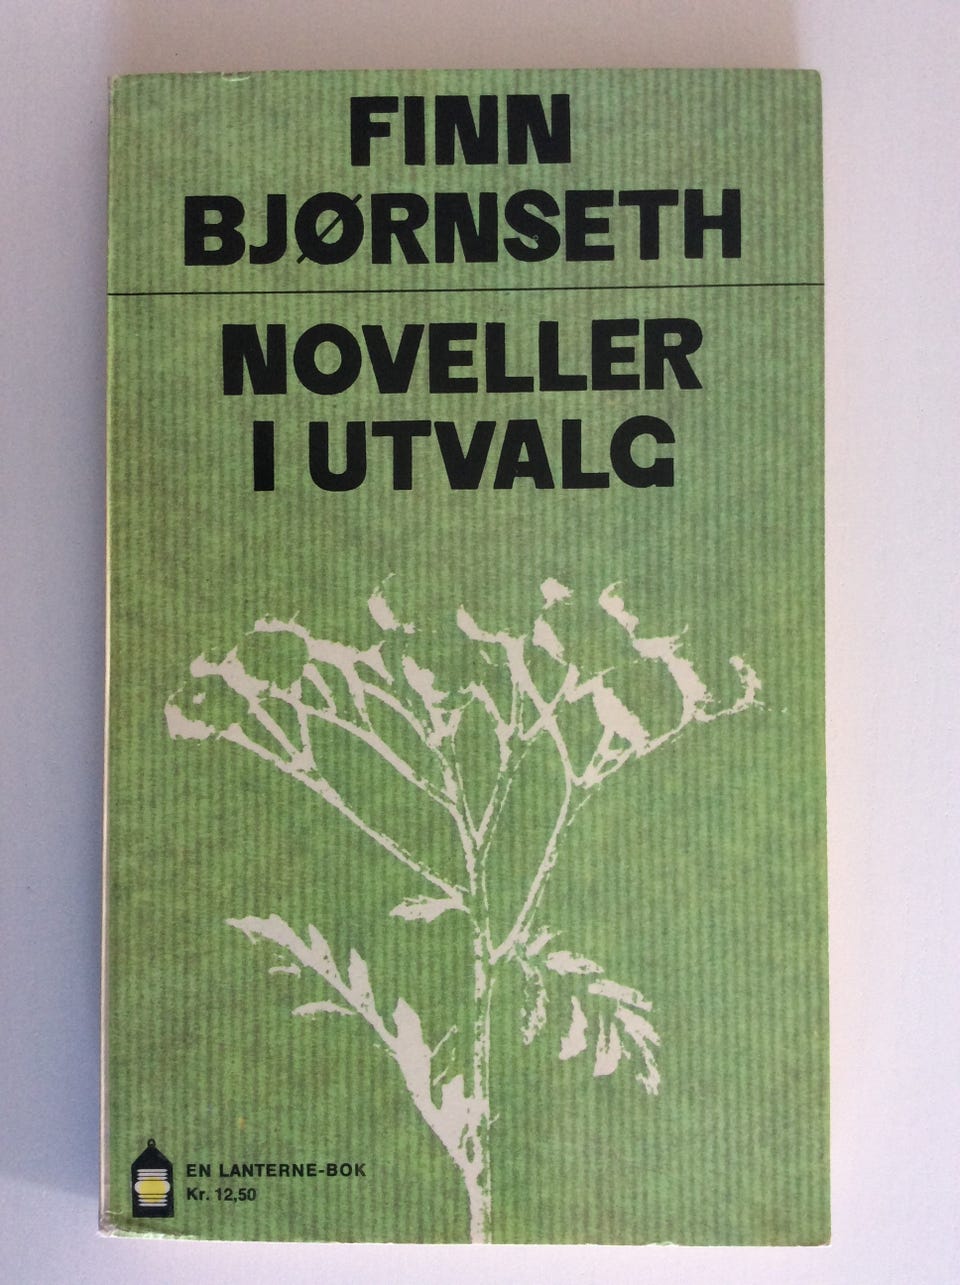 FINN
BJØRNSETH
NOVELLER
I UTVALG
EN LANTERNE-BOK
Kr. 12,50